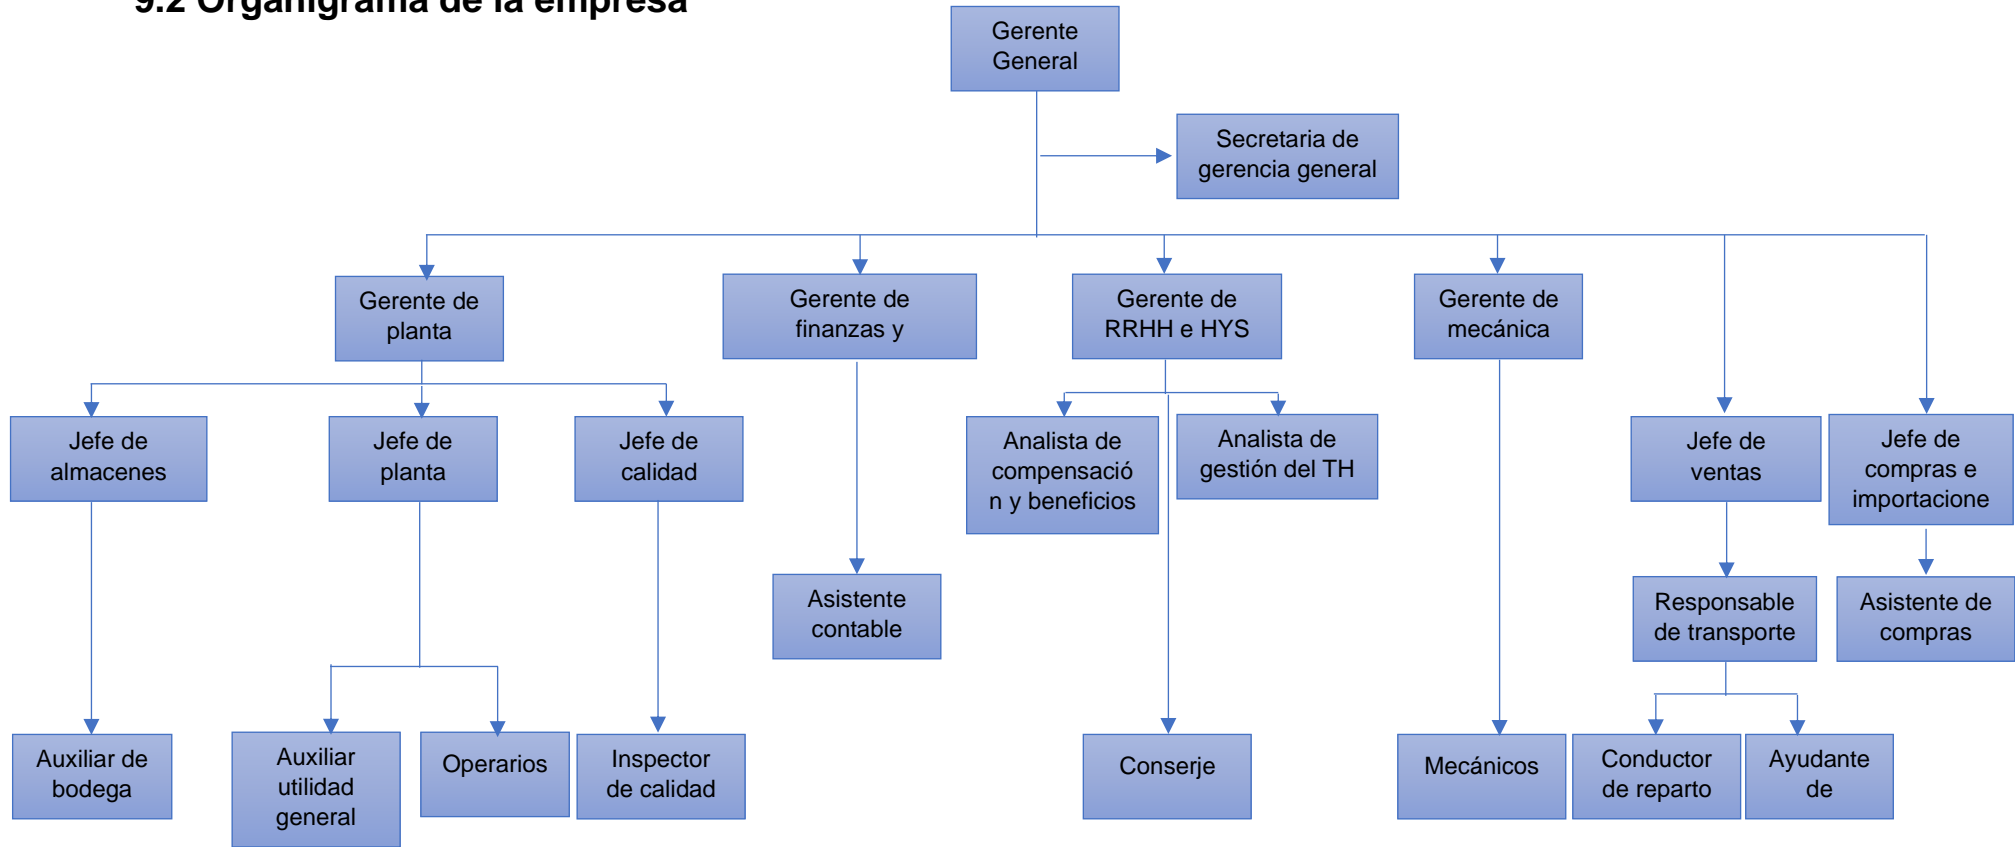 9.2 Organigrama de la empresa
Gerente
General
Secretaria de
gerencia general
Gerente de
planta
Gerente de
finanzas y
Gerente de
RRHH e HYS
Gerente de
mecánica
Jefe de
almacenes
Jefe de
planta
Jefe de
calidad
Analista de
compensació
n y beneficios
Analista de
gestión del TH
Jefe de
ventas
Jefe de
compras e
importacione
Asistente
contable
Responsable
de transporte
Asistente de
compras
Auxiliar de
bodega
Auxiliar
utilidad
general
Operarios
Inspector
de calidad
Conserje
Mecánicos
Conductor
de reparto
Ayudante
de